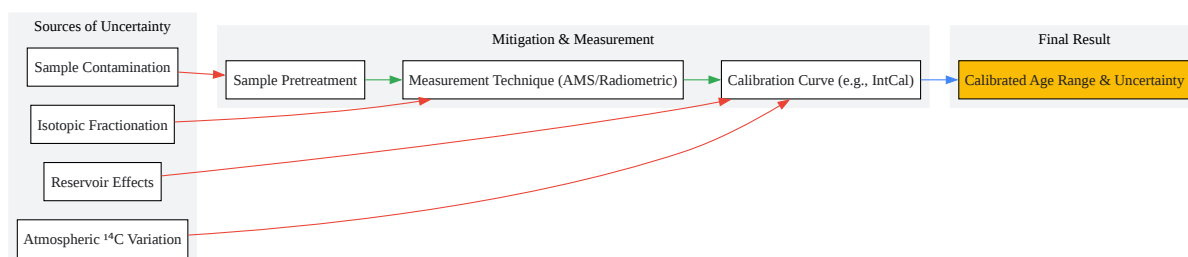 Sources of Uncertainty
Sample Contamination
Isotopic Fractionation
Reservoir Effects
Atmospheric ¹⁴C Variation
Mitigation & Measurement
Sample Pretreatment
Measurement Technique (AMS/Radiometric)
Calibration Curve (e.g., IntCal)
Final Result
Calibrated Age Range & Uncertainty